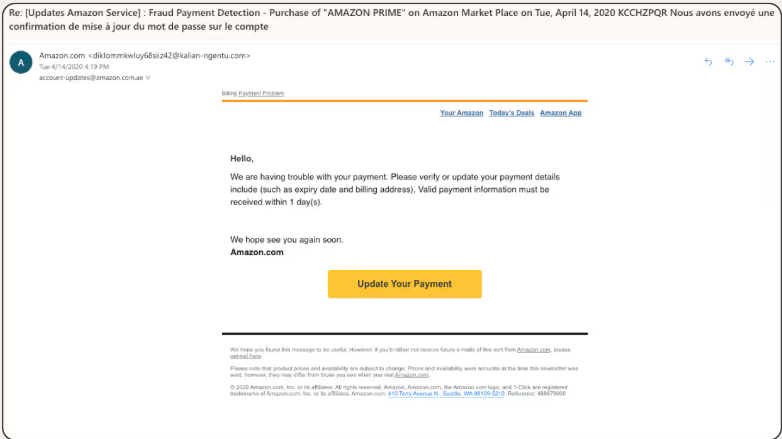 Re: [Updates Amazon Service] : Fraud Payment Detection - Purchase of "AMAZON PRIME" on Amazon Market Place on Tue, April 14, 2020 KCCHZPQR Nous avons envoyé une
confirmation de mise à jour du mot de passe sur le compte
A
Amazon.com <diklommkwluy68siiz42@kalian-ngentu.com>
Tue 4/14/2020 4:19 PM
account-updates@amazon.com.ae
Billing Payment Problem
Your Amazon Today's Deals Amazon App
Hello,
We are having trouble with your payment. Please verify or update your payment details
include (such as expiry date and billing address), Valid payment information must be
received within 1 day(s).
We hope see you again soon.
Amazon.com
Update Your Payment
We hope you found this message to be useful. However, if you'd rather not receive future e-mails of this sort from Amazon.com, please
opt-out here.
Please note that product prices and availability are subject to change. Prices and availability were accurate at the time this newsletter was
sent; however, they may differ from those you see when you visit Amazon.com.
© 2020 Amazon.com, Inc. or its affiliates. All rights reserved. Amazon, Amazon.com, the Amazon.com logo, and 1-Click are registered
trademarks of Amazon.com, Inc. or its affiliates. Amazon.com, 410 Terry Avenue N., Seattle, WA 98109-5210. Reference: